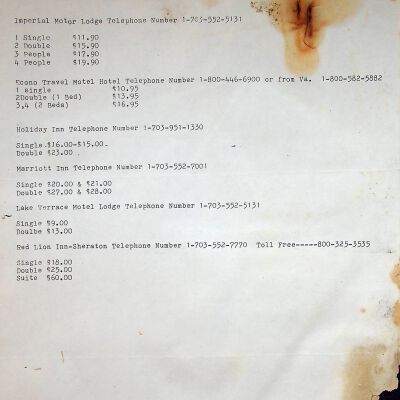 Imperial Motor Lodge Telephone Number 1-703-552-5131
1 Single $11.90
2 Double $15.90
3 People $17.90
4 People $19.90
Econo Travel Motel Hotel Telephone Number 1-800-446-6900 or from Va. 1-800-582-5882
1 single $10.95
2Double (1 Bed) $13.95
3,4 (2 Beds) $16.95
Holiday Inn Telephone Number 1-703-951-1330
Single $16.00-$15.00
Double $23.00
Marriott Inn Telephone Number 1-703-552-7001
Single $20.00 & $21.00
Double $27.00 & $28.00
Lake Terrace Motel Lodge Telephone Number 1-703-552-5131
Single $9.00
Doulbe $13.00
Red Lion Inn-Sheraton Telephone Number 1-703-552-7770 Toll Free-----800-325-3535
Single $18.00
Double $25.00
Suite $60.00